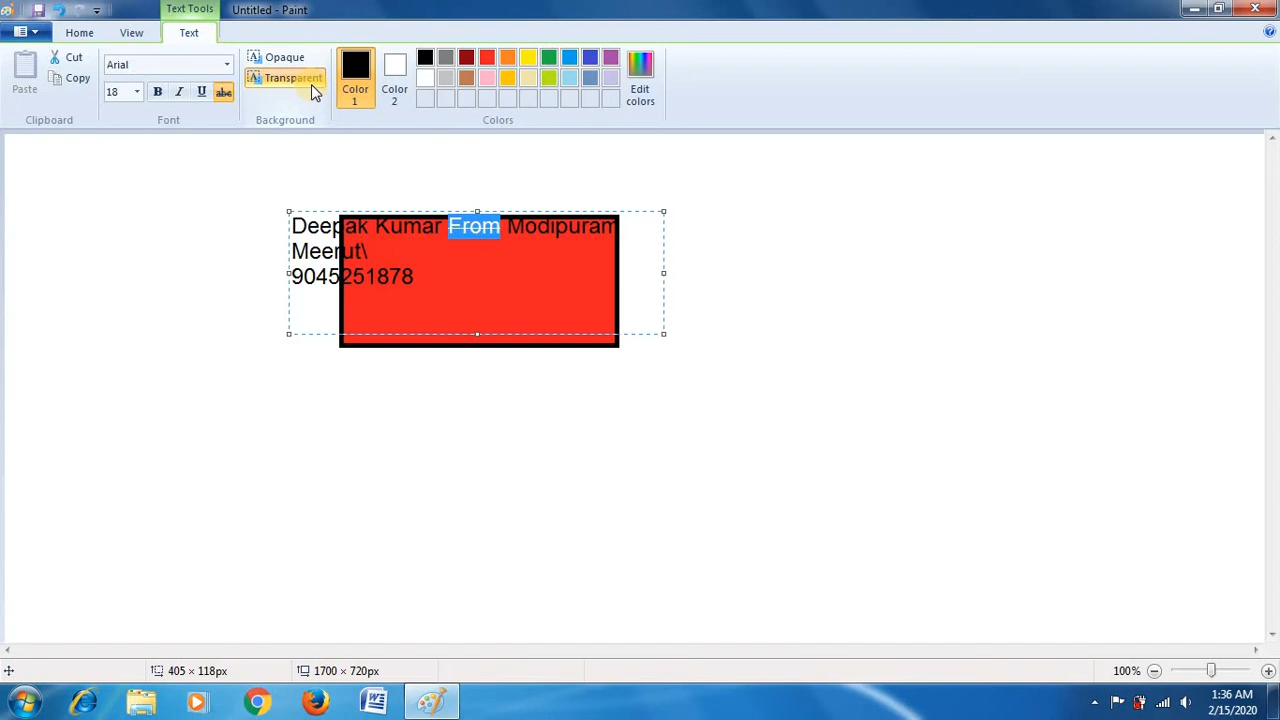 Text Tools
Untitled - Paint
Home
View
Text
Paste
Cut
Copy
Clipboard
Arial
18
B I U abc
Font
Opaque
Transparent
Background
Color 1
Color 2
Edit colors
Colors
Deepak Kumar From Modipuram
Meerut\
9045251878
405 × 118px
1700 × 720px
100%
1:36 AM
2/15/2020